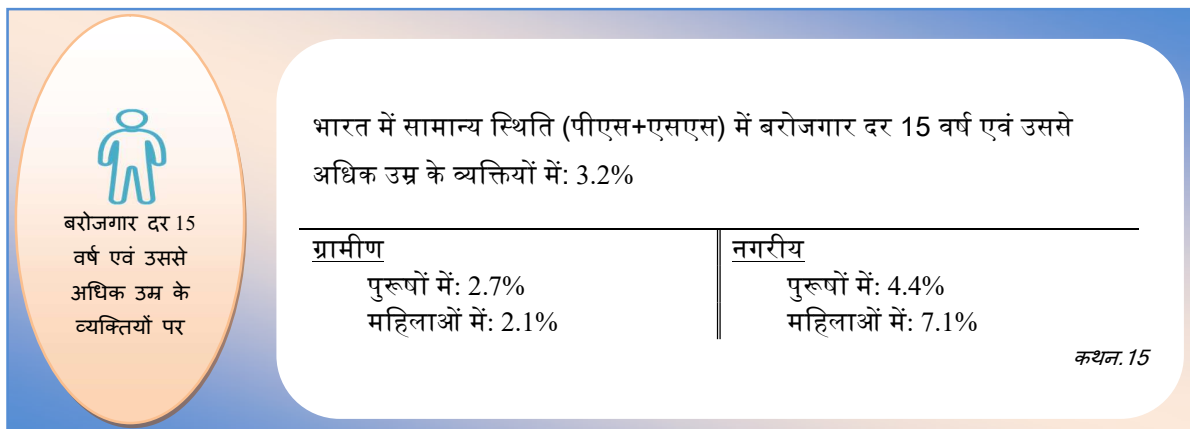 बरोजगार दर 15
वर्ष एवं उससे
अधिक उम्र के
व्यक्तियों पर
भारत में सामान्य स्थिति (पीएस+एसएस) में बरोजगार दर 15 वर्ष एवं उससे
अधिक उम्र के व्यक्तियों में: 3.2%
ग्रामीण
पुरूषों में: 2.7%
महिलाओं में: 2.1%
नगरीय
पुरूषों में: 4.4%
महिलाओं में: 7.1%
कथन.15